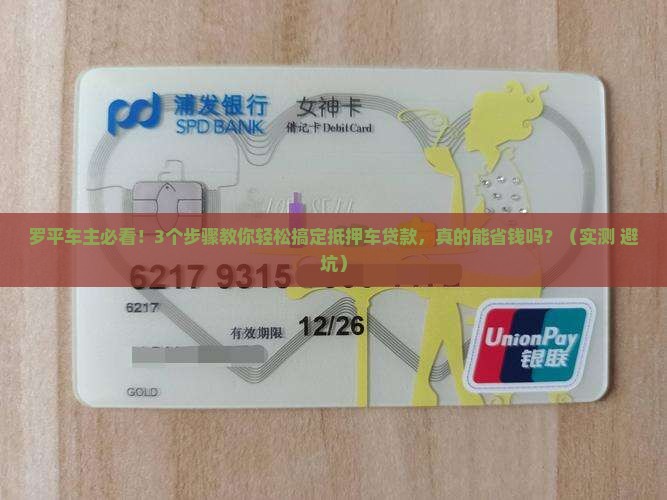 浦发银行 女神卡
SPD BANK 借记卡 Debit Card
罗平车主必看！3个步骤教你轻松搞定抵押车贷款，真的能省钱吗？（实测 避
坑）
6217 9315
6217
有效期限 12/26
UnionPay
银联
GOLD